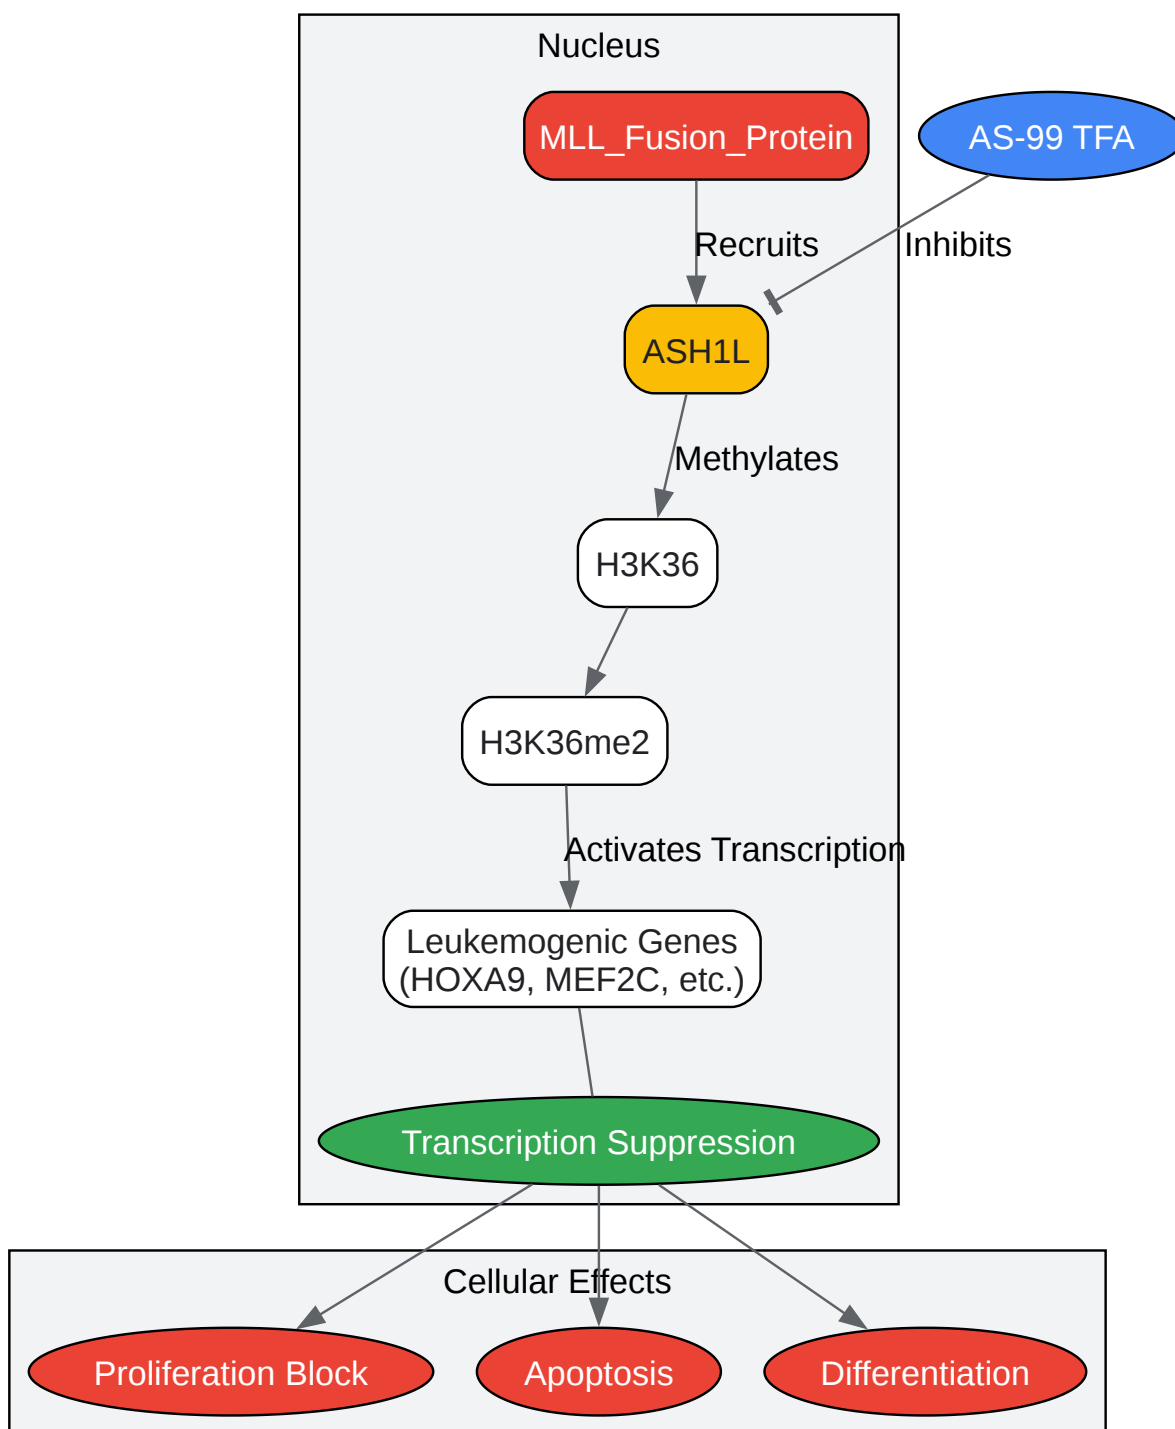 Nucleus
MLL_Fusion_Protein
AS-99 TFA
Recruits
Inhibits
ASH1L
Methylates
H3K36
H3K36me2
Activates Transcription
Leukemogenic Genes
(HOXA9, MEF2C, etc.)
Transcription Suppression
Cellular Effects
Proliferation Block
Apoptosis
Differentiation